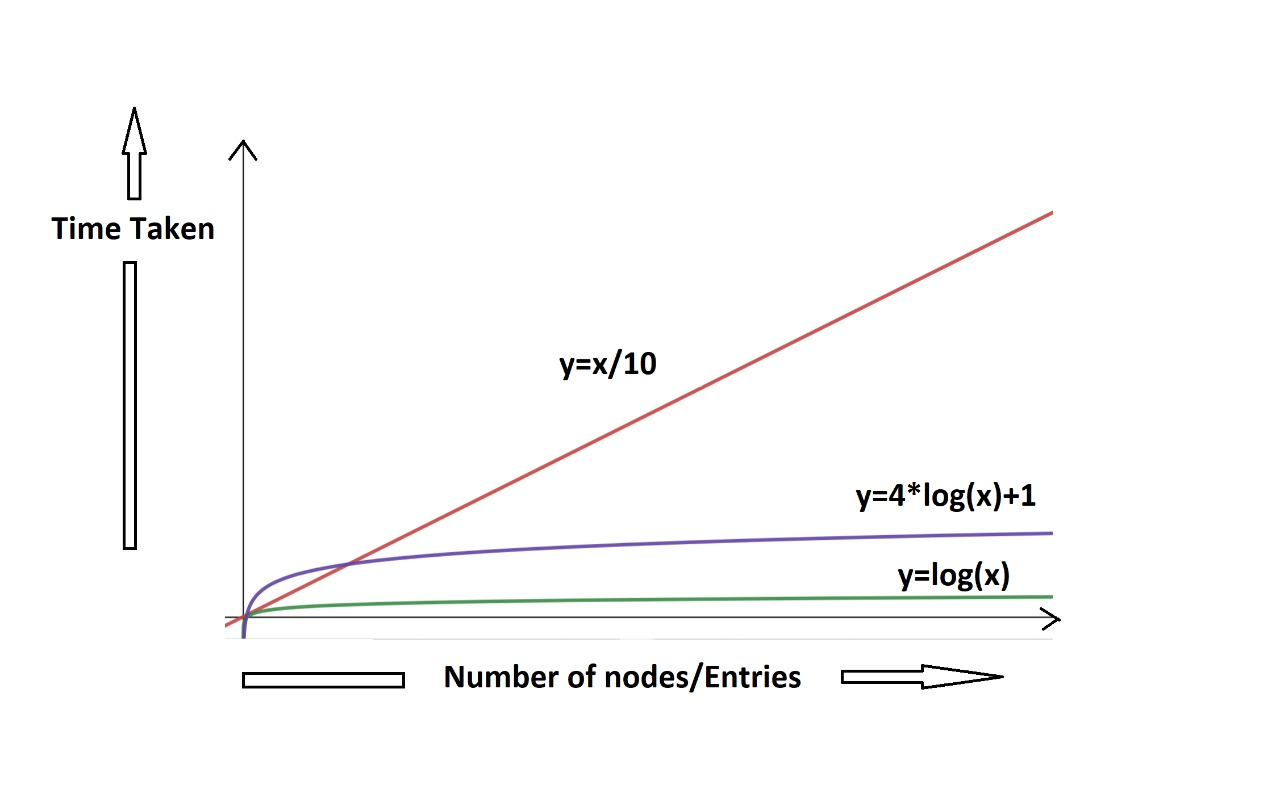 Time Taken
y=x/10
y=4*log(x)+1
y=log(x)
Number of nodes/Entries